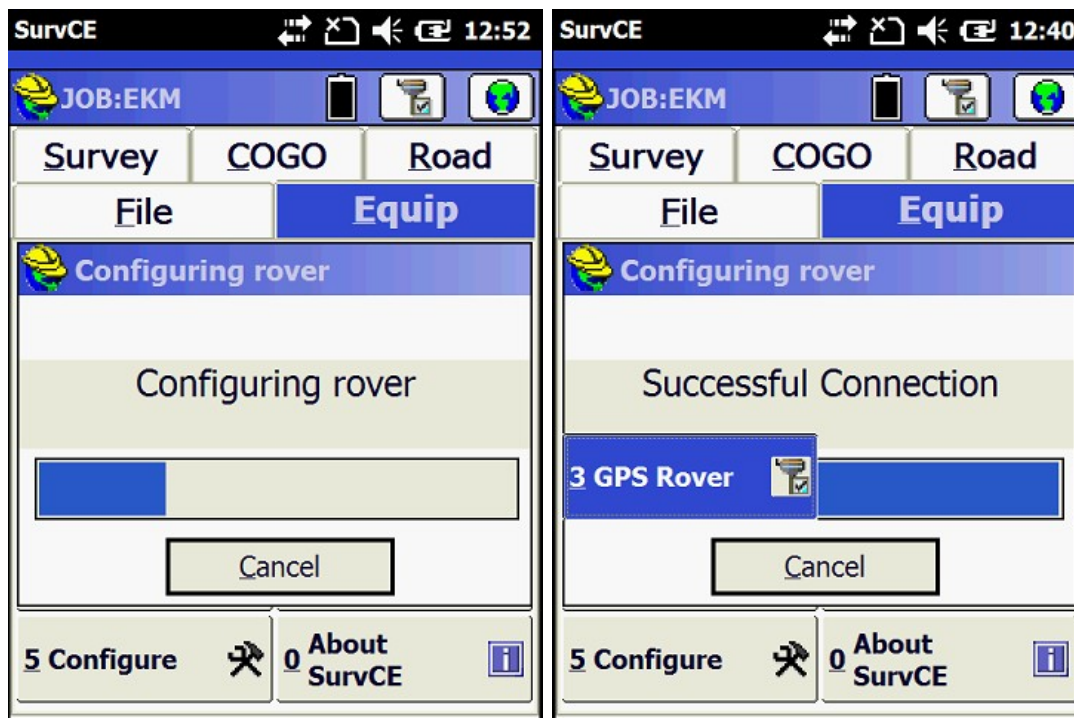 SurvCE 12:52
JOB:EKM
Survey COGO Road
File Equip
Configuring rover
Configuring rover
Cancel
5 Configure 0 About SurvCE
SurvCE 12:40
JOB:EKM
Survey COGO Road
File Equip
Configuring rover
Successful Connection
3 GPS Rover
Cancel
5 Configure 0 About SurvCE